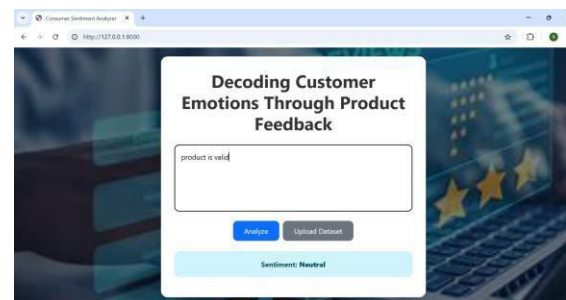 Consumer Sentiment Analyzer
http://127.0.0.1:8000
Decoding Customer
Emotions Through Product
Feedback
product is valid
Analyze
Upload Dataset
Sentiment: Neutral